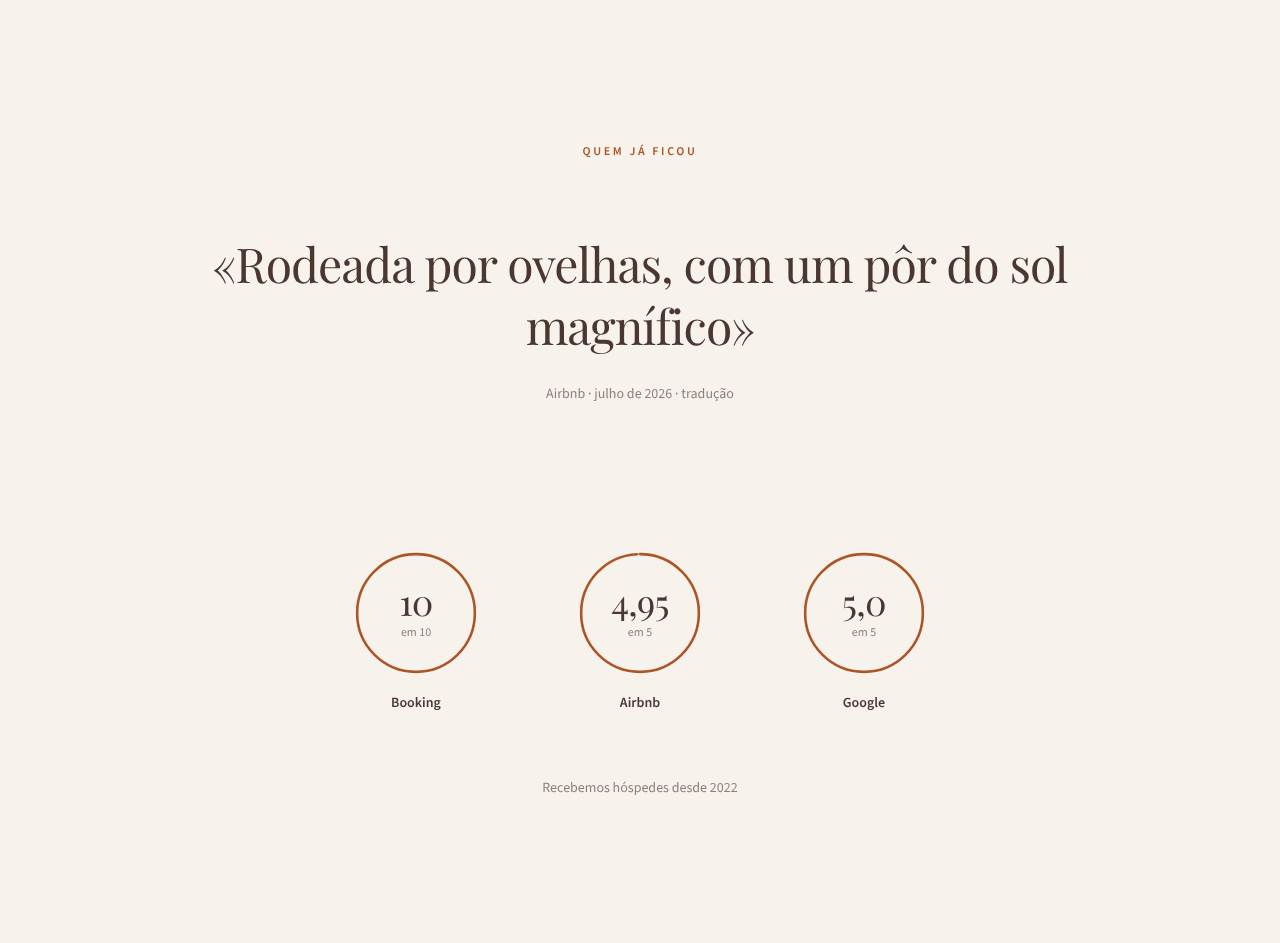 QUEM JÁ FICOU
«Rodeada por ovelhas, com um pôr do sol
magnífico»
Airbnb · julho de 2026 · tradução
10
em 10
Booking
4,95
em 5
Airbnb
5,0
em 5
Google
Recebemos hóspedes desde 2022